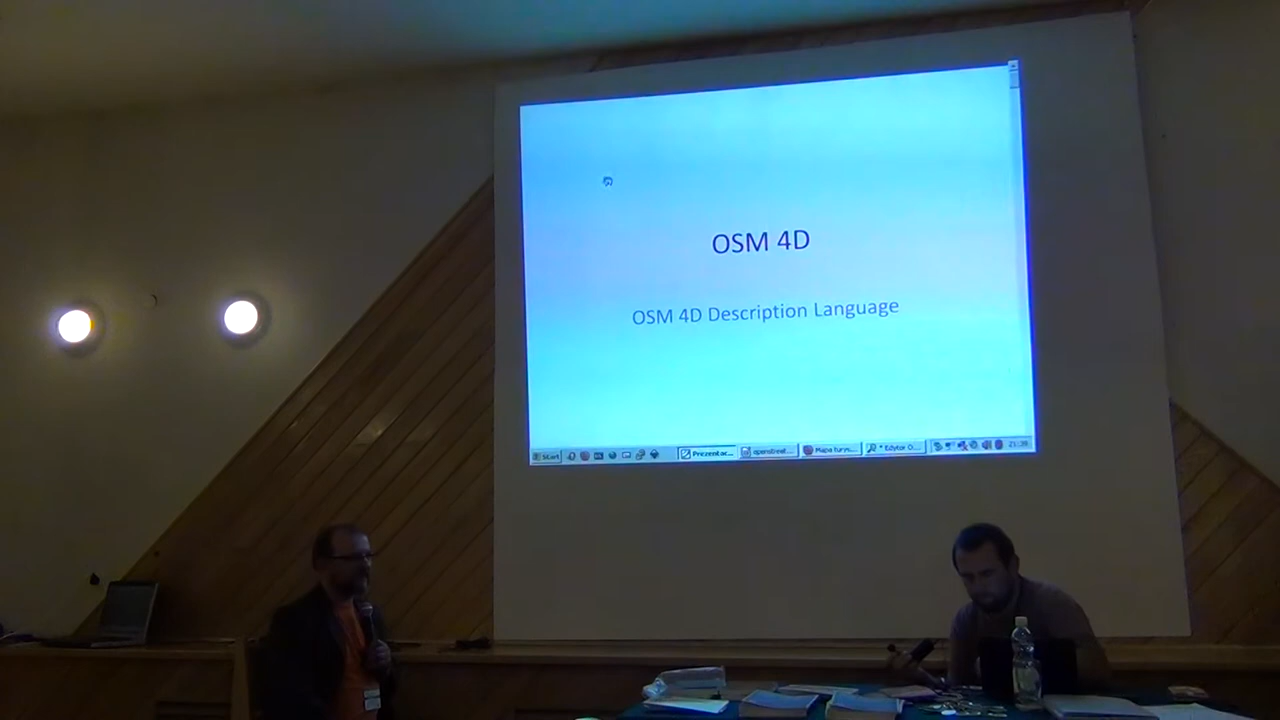 OSM 4D
OSM 4D Description Language
Start Prezentac... openstreet... Mapa turys... * Edytor O... 21:38